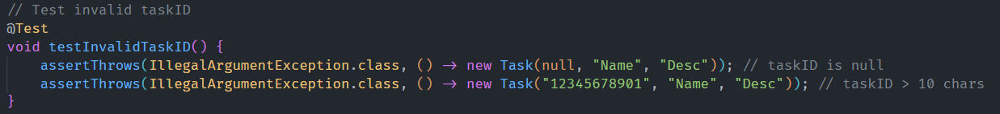 // Test invalid taskID
@Test
void testInvalidTaskID() {
    assertThrows(IllegalArgumentException.class, () -> new Task(null, "Name", "Desc")); // taskID is null
    assertThrows(IllegalArgumentException.class, () -> new Task("12345678901", "Name", "Desc")); // taskID > 10 chars
}